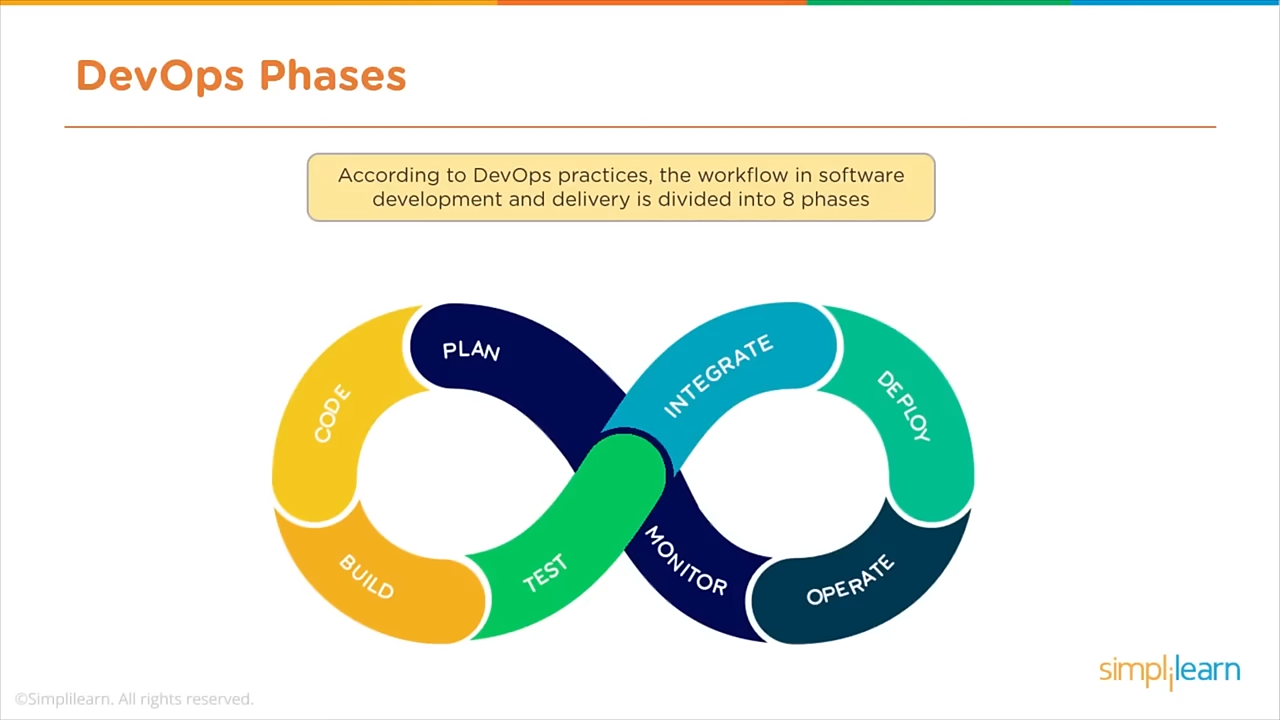 DevOps Phases
According to DevOps practices, the workflow in software
development and delivery is divided into 8 phases
PLAN
CODE
BUILD
TEST
INTEGRATE
DEPLOY
OPERATE
MONITOR
simplilearn
©Simplilearn. All rights reserved.